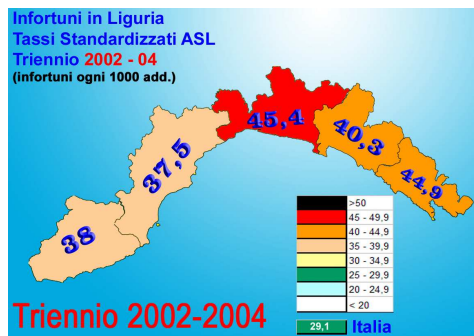 Infortuni in Liguria
Tassi Standardizzati ASL
Triennio 2002 - 04
(infortuni ogni 1000 add.)
45,4
40,3
37,5
44,9
38
>50
45 - 49,9
40 - 44,9
35 - 39,9
30 - 34,9
25 - 29,9
20 - 24,9
< 20
Triennio 2002-2004
29,1 Italia